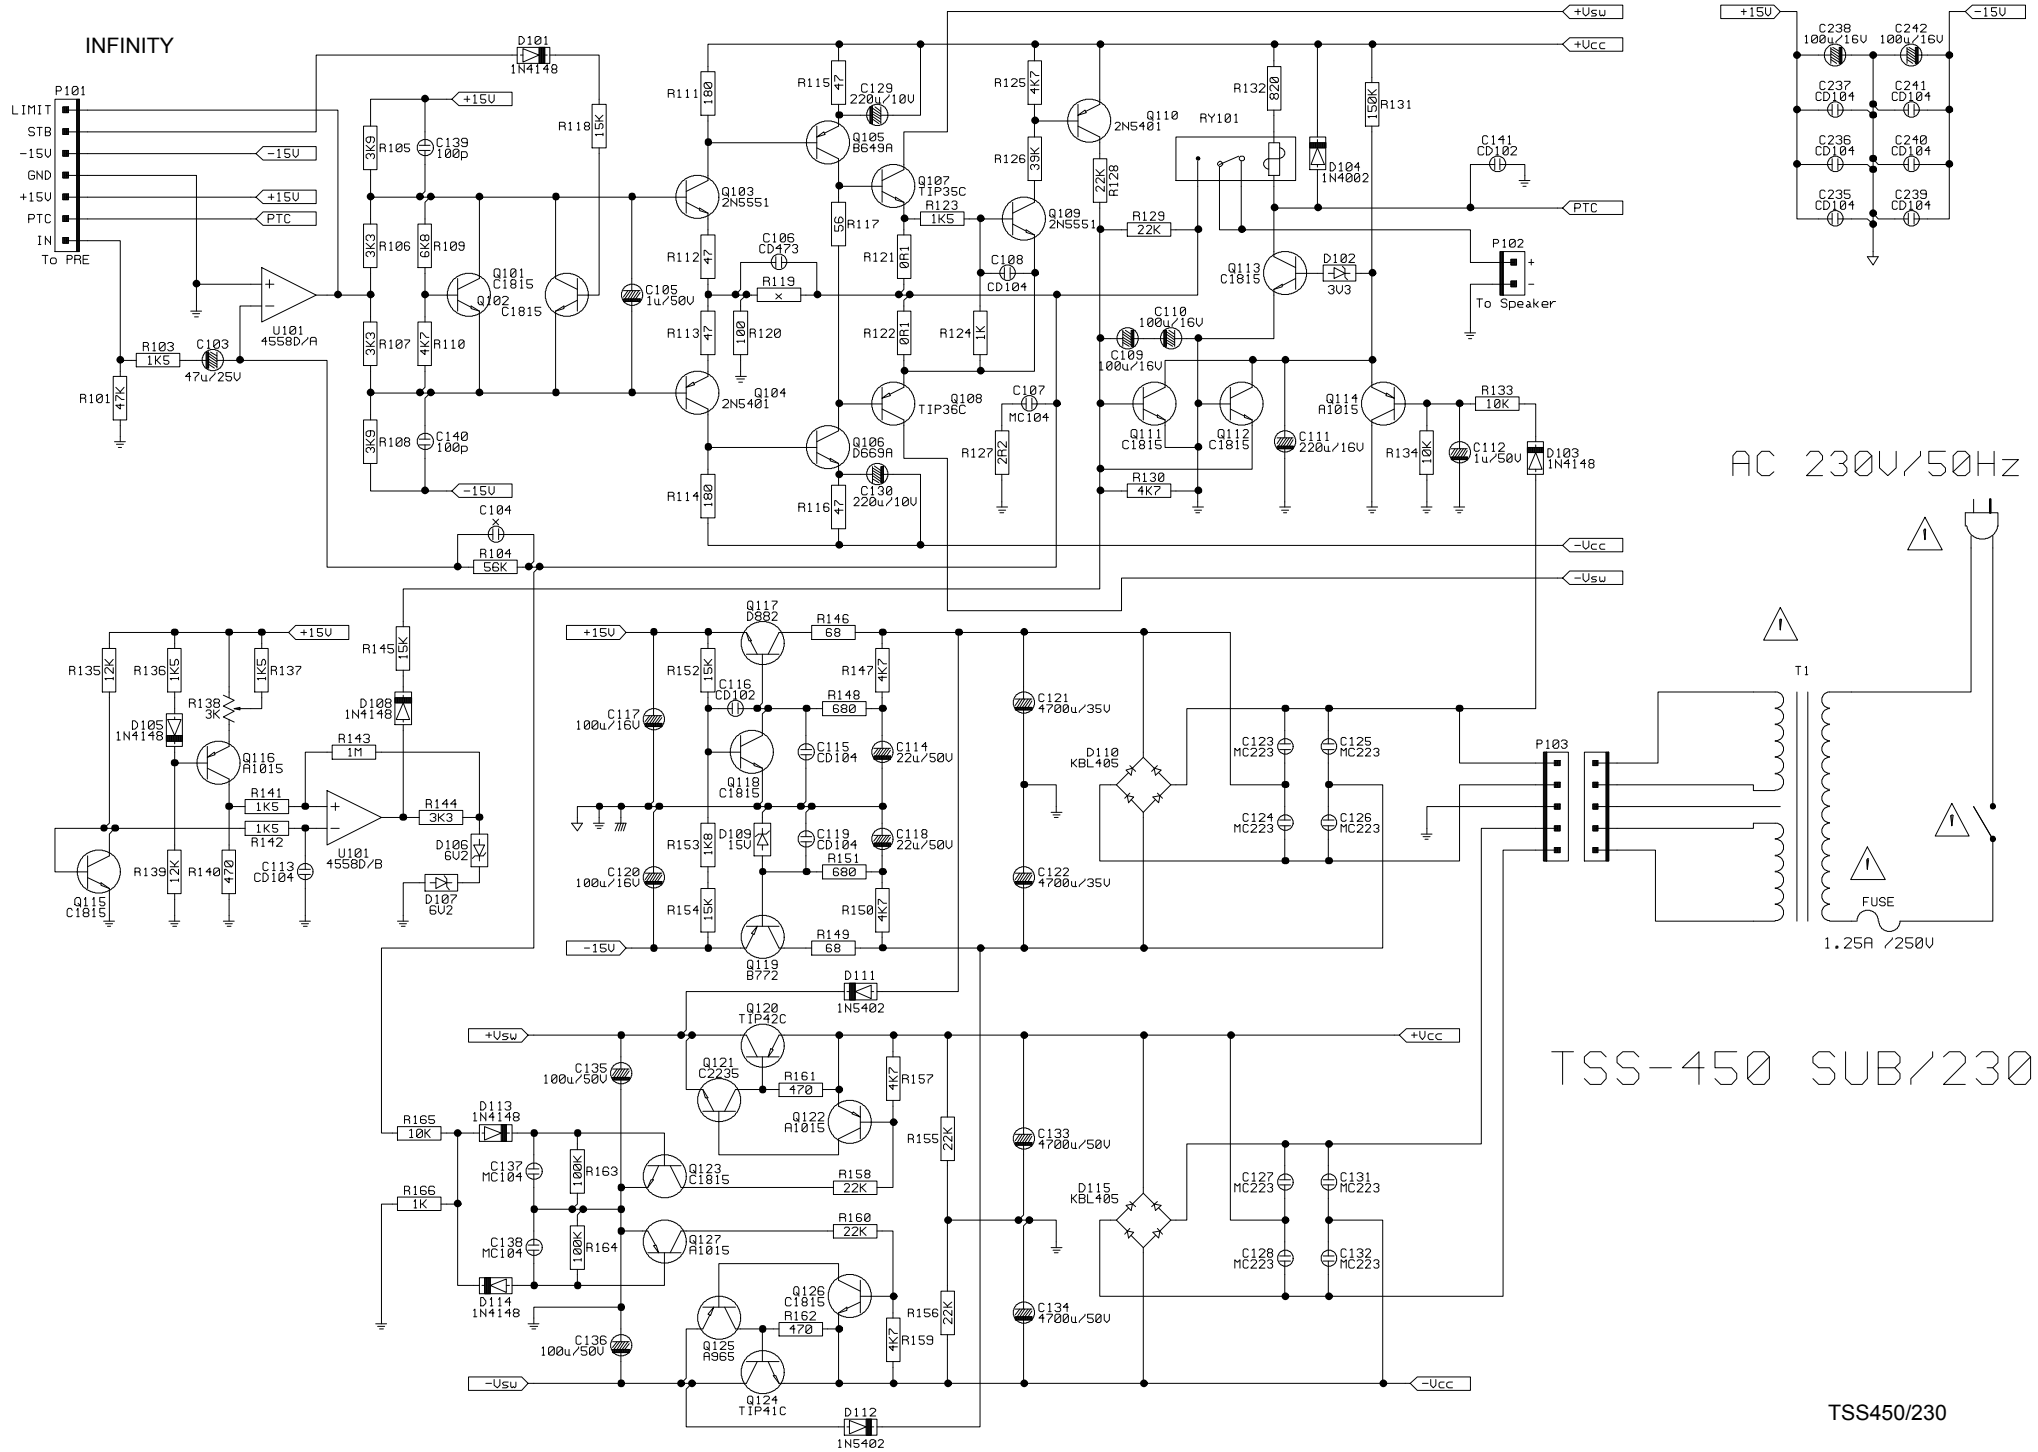 INFINITY
P101
LIMIT
STB
-15V
GND
+15V
PTC
IN
To PRE
-15V
+15V
PTC
D101
1N4148
R118
15K
+15V
C139
100p
R105
3K9
R106
3K3
R109
6K8
R107
3K3
R110
4K7
R108
3K9
C140
100p
-15V
Q101
C1815
Q102
C1815
C105
1u/50V
U101
4558D/A
R103
1K5
C103
47u/25V
R101
47K
C104
x
R104
56K
R111
180
Q103
2N5551
R112
47
R113
47
Q104
2N5401
R114
180
C106
CD473
R119
x
R120
100
R115
47
C129
220u/10V
Q105
B649A
R117
56
Q106
D669A
C130
220u/10V
R116
47
Q107
TIP35C
R121
0R1
R122
0R1
Q108
TIP36C
R123
1K5
C108
CD104
R124
1K
R125
4K7
R126
39K
Q109
2N5551
C107
MC104
R127
2R2
Q110
2N5401
R128
22K
R129
22K
RY101
R132
820
D104
1N4002
R131
150K
Q113
C1815
D102
3V3
C109
100u/16V
C110
100u/16V
Q111
C1815
Q112
C1815
R130
4K7
C111
220u/16V
Q114
A1015
R133
10K
R134
10K
C112
1u/50V
D103
1N4148
C141
CD102
P102
+
-
To Speaker
+Vsw
+Vcc
PTC
-Vcc
-Vsw
+15V
-15V
C238
100u/16V
C242
100u/16V
C237
CD104
C241
CD104
C236
CD104
C240
CD104
C235
CD104
C239
CD104
AC 230V/50Hz
T1
FUSE
1.25A /250V
P103
R135
12K
R136
1K5
R137
1K5
+15V
R138
3K
D105
1N4148
Q116
A1015
R143
1M
R141
1K5
R142
1K5
U101
4558D/B
R144
3K3
D106
6V2
D107
6V2
C113
CD104
R139
12K
R140
470
Q115
C1815
R145
15K
D108
1N4148
+15V
Q117
D882
R146
68
R152
15K
R147
4K7
C116
CD102
R148
680
C117
100u/16V
Q118
C1815
C115
CD104
C114
22u/50V
R153
1K8
D109
15V
C119
CD104
C118
22u/50V
R151
680
C120
100u/16V
R154
15K
R150
4K7
-15V
R149
68
Q119
B772
C121
4700u/35V
C122
4700u/35V
D110
KBL405
C123
MC223
C125
MC223
C124
MC223
C126
MC223
D111
1N5402
+Vsw
Q120
TIP42C
+Vcc
C135
100u/50V
Q121
C2235
R161
470
R157
4K7
Q122
A1015
R165
10K
D113
1N4148
C137
MC104
R163
100K
Q123
C1815
R158
22K
R155
22K
C133
4700u/50V
R166
1K
C138
MC104
R164
100K
Q127
A1015
R160
22K
D114
1N4148
D115
KBL405
C127
MC223
C131
MC223
C128
MC223
C132
MC223
C136
100u/50V
Q125
A965
R162
470
Q126
C1815
R159
4K7
R156
22K
C134
4700u/50V
-Vsw
Q124
TIP41C
-Vcc
D112
1N5402
TSS-450 SUB/230
TSS450/230